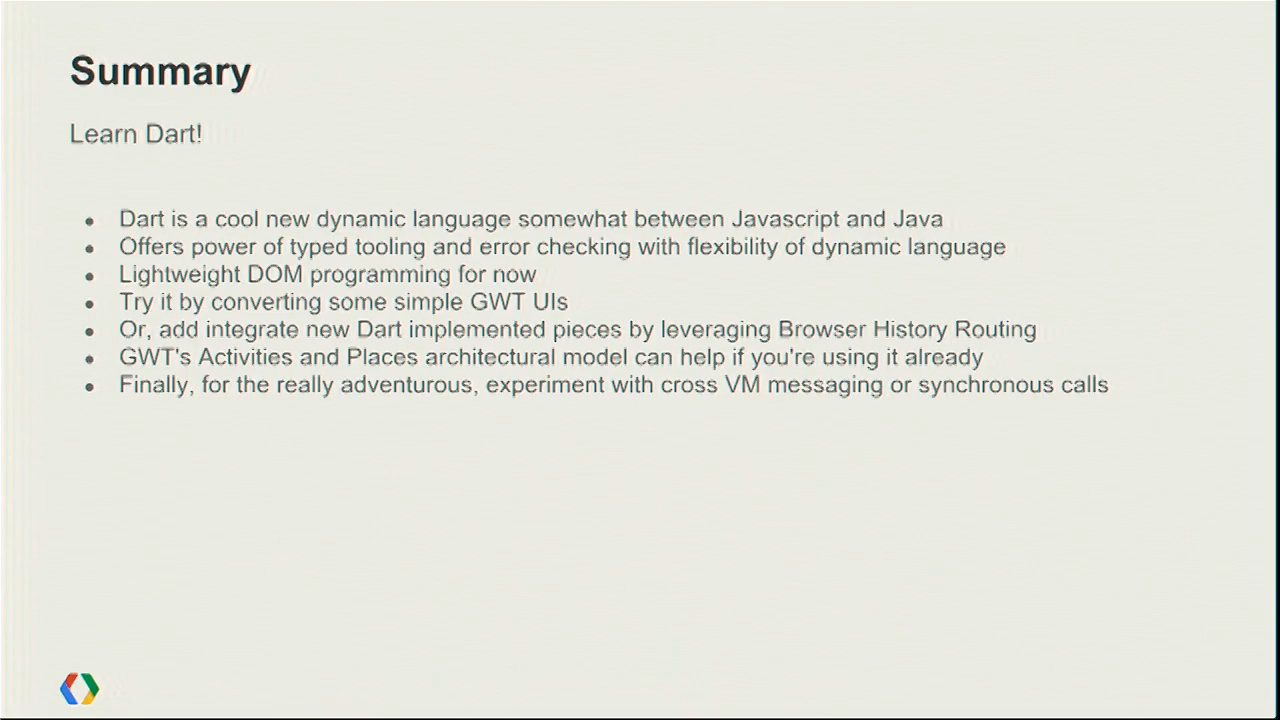 Summary
Learn Dart!
• Dart is a cool new dynamic language somewhat between Javascript and Java
• Offers power of typed tooling and error checking with flexibility of dynamic language
• Lightweight DOM programming for now
• Try it by converting some simple GWT UIs
• Or, add integrate new Dart implemented pieces by leveraging Browser History Routing
• GWT's Activities and Places architectural model can help if you're using it already
• Finally, for the really adventurous, experiment with cross VM messaging or synchronous calls